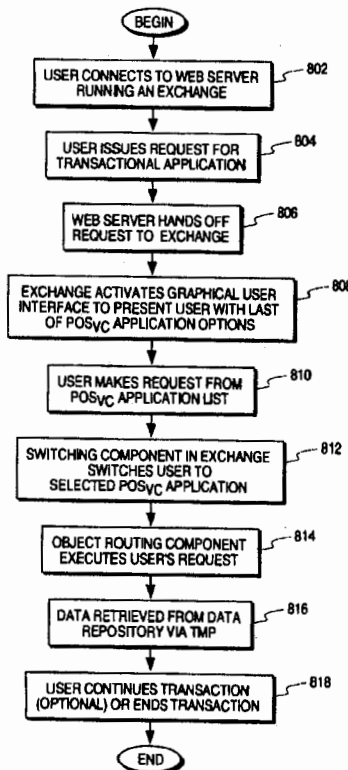 BEGIN
USER CONNECTS TO WEB SERVER
RUNNING AN EXCHANGE
802
USER ISSUES REQUEST FOR
TRANSACTIONAL APPLICATION
804
WEB SERVER HANDS OFF
REQUEST TO EXCHANGE
806
EXCHANGE ACTIVATES GRAPHICAL USER
INTERFACE TO PRESENT USER WITH LAST
OF POSVC APPLICATION OPTIONS
808
USER MAKES REQUEST FROM
POSVC APPLICATION LIST
810
SWITCHING COMPONENT IN EXCHANGE
SWITCHES USER TO
SELECTED POSVC APPLICATION
812
OBJECT ROUTING COMPONENT
EXECUTES USER'S REQUEST
814
DATA RETRIEVED FROM DATA
REPOSITORY VIA TMP
816
USER CONTINUES TRANSACTION
(OPTIONAL) OR ENDS TRANSACTION
818
END